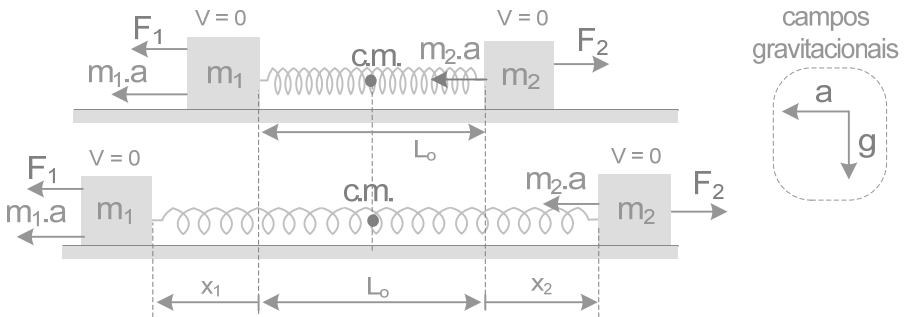 V = 0
F1
m1.a
m1
c.m.
m2.a
V = 0
m2
F2
Lo
campos
gravitacionais
a
g
V = 0
F1
m1.a
m1
c.m.
m2.a
V = 0
m2
F2
x1
Lo
x2